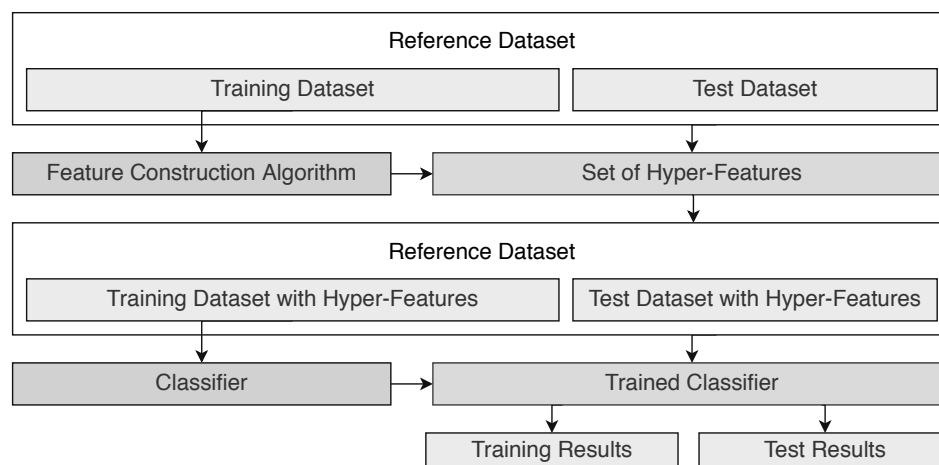 Reference Dataset
Training Dataset
Test Dataset
Feature Construction Algorithm
Set of Hyper-Features
Reference Dataset
Training Dataset with Hyper-Features
Test Dataset with Hyper-Features
Classifier
Trained Classifier
Training Results
Test Results